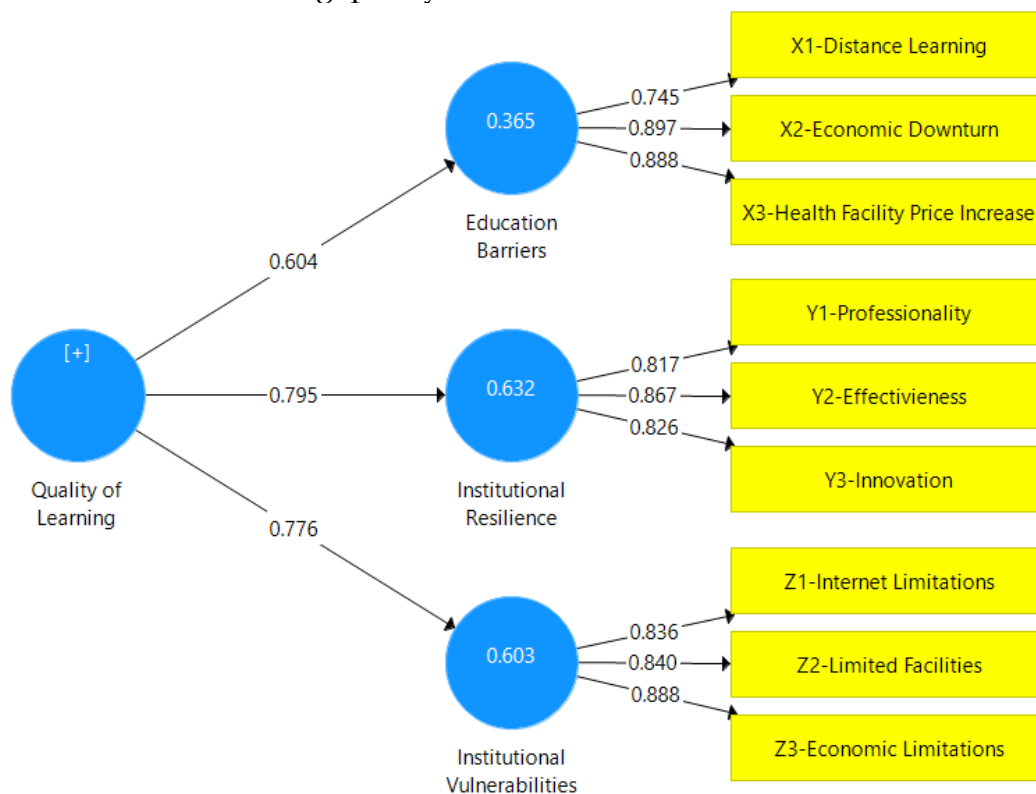 X1-Distance Learning
0.745
0.365
0.897
X2-Economic Downturn
0.888
X3-Health Facility Price Increase
Education
Barriers
0.604
Y1-Professionality
[+]
0.817
0.795
0.632
0.867
Y2-Effectivieness
0.826
Quality of
Learning
Institutional
Resilience
Y3-Innovation
0.776
Z1-Internet Limitations
0.836
0.603
0.840
Z2-Limited Facilities
0.888
Z3-Economic Limitations
Institutional
Vulnerabilities